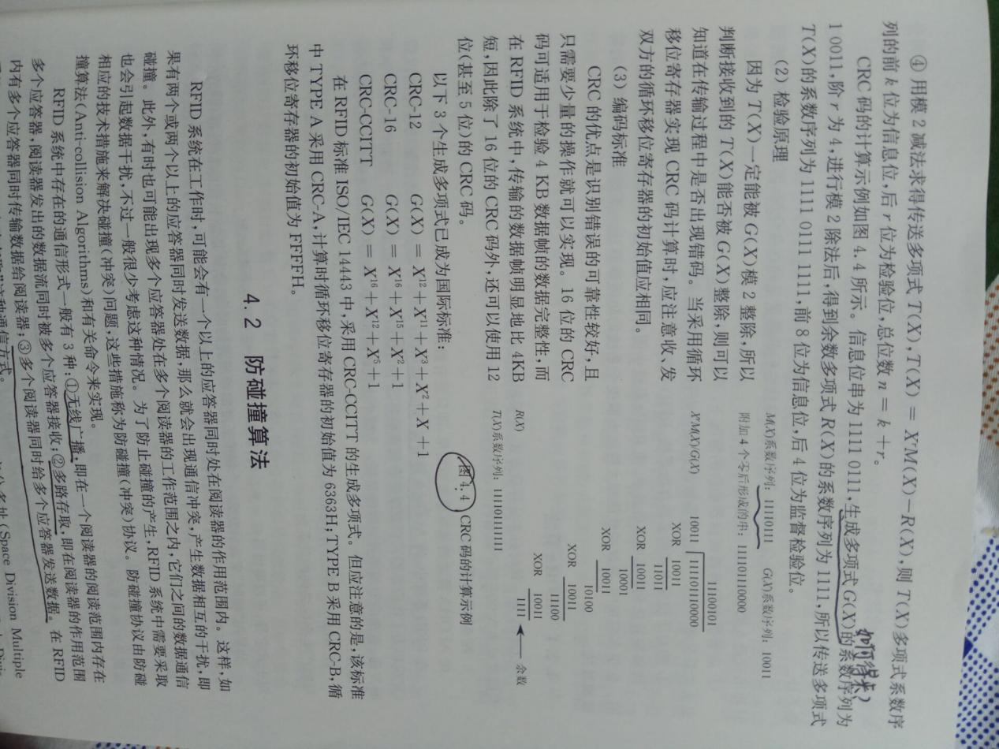 ④ 用模 2 减法求得传送多项式 T(X),T(X) = XʳM(X)−R(X),则 T(X)多项式系数序
列的前 k 位为信息位,后 r 位为检验位,总位数 n = k + r。
如何得来?
CRC 码的计算示例如图 4.4 所示。信息位串为 1111 0111,生成多项式 G(X)的系数序列为
1 0011,阶 r 为 4,进行模 2 除法后,得到余数多项式 R(X)的系数序列为 1111,所以传送多项式
T(X)的系数序列为 1111 0111 1111,前 8 位为信息位,后 4 位为监督检验位。
(2) 检验原理
因为 T(X)一定能被 G(X)模 2 整除,所以
判断接收到的 T(X)能否被 G(X)整除,则可以
知道在传输过程中是否出现错码。当采用循环
移位寄存器实现 CRC 码计算时,应注意收、发
双方的循环移位寄存器的初始值应相同。
(3) 编码标准
CRC 的优点是识别错误的可靠性较好,且
只需要少量的操作就可以实现。16 位的 CRC
码可适用于检验 4 KB 数据帧的数据完整性,而
在 RFID 系统中,传输的数据帧明显地比 4KB
短,因此除了 16 位的 CRC 码外,还可以使用 12
位(甚至 5 位)的 CRC 码。
M(X)系数序列: 11110111 G(X)系数序列: 10011
附加 4 个零后形成的串: 111101110000
11100101
XʳM(X)/G(X) 10011 111101110000
XOR 10011
11011
XOR 10011
10001
XOR 10011
10100
XOR 10011
11100
XOR 10011
R(X) 1111 余数
T(X)系数序列: 111101111111
图4.4 CRC 码的计算示例
以下 3 个生成多项式已成为国际标准:
CRC-12 G(X) = X¹² + X¹¹ + X³ + X² + X + 1
CRC-16 G(X) = X¹⁶ + X¹⁵ + X² + 1
CRC-CCITT G(X) = X¹⁶ + X¹² + X⁵ + 1
在 RFID 标准 ISO/IEC 14443 中,采用 CRC-CCITT 的生成多项式。但应注意的是,该标准
中 TYPE A 采用 CRC-A,计算时循环移位寄存器的初始值为 6363H;TYPE B 采用 CRC-B,循
环移位寄存器的初始值为 FFFFH。
4.2 防碰撞算法
RFID 系统在工作时,可能会有一个以上的应答器同时处在阅读器的作用范围内。这样,如
果有两个或两个以上的应答器同时发送数据,那么就会出现通信冲突,产生数据相互的干扰,即
碰撞。此外,有时也可能出现多个应答器处在多个阅读器的工作范围之内,它们之间的数据通信
也会引起数据干扰,不过一般很少考虑这种情况。为了防止碰撞的产生,RFID 系统中需要采取
相应的技术措施来解决碰撞(冲突)问题,这些措施称为防碰撞(冲突)协议。防碰撞协议由防碰
撞算法(Anti-collision Algorithms)和有关命令来实现。
RFID 系统中存在的通信形式一般有 3 种:①无线广播,即在一个阅读器的阅读范围内存在
多个应答器,阅读器发出的数据流同时被多个应答器接收;②多路存取,即在阅读器的作用范围
内有多个应答器同时传输数据给阅读器;③多个阅读器同时给多个应答器发送数据。在 RFID
这种通信方式。
(Space Division Multiple